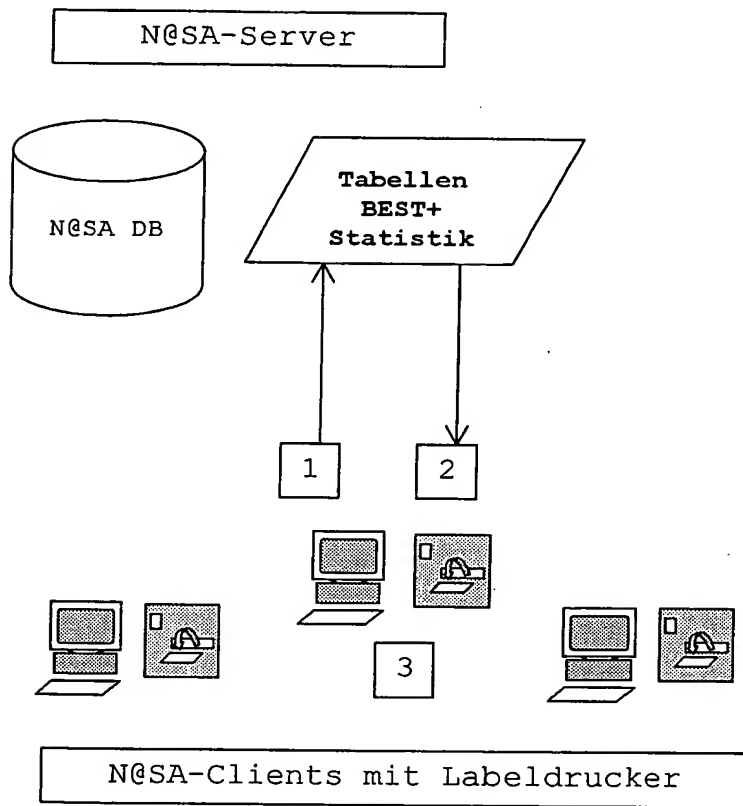 N@SA-Server
N@SA DB
Tabellen
BEST+
Statistik
1
2
3
N@SA-Clients mit Labeldrucker